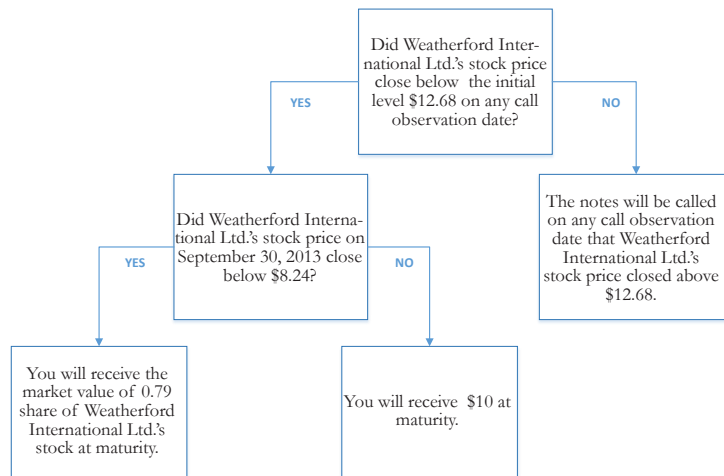 Did Weatherford Inter-
national Ltd.'s stock price
close below the initial
level $12.68 on any call
observation date?
YES
NO
Did Weatherford Interna-
tional Ltd.'s stock price on
September 30, 2013 close
below $8.24?
The notes will be called
on any call observation
date that Weatherford
International Ltd.'s
stock price closed above
$12.68.
YES
NO
You will receive the
market value of 0.79
share of Weatherford
International Ltd.'s
stock at maturity.
You will receive $10 at
maturity.